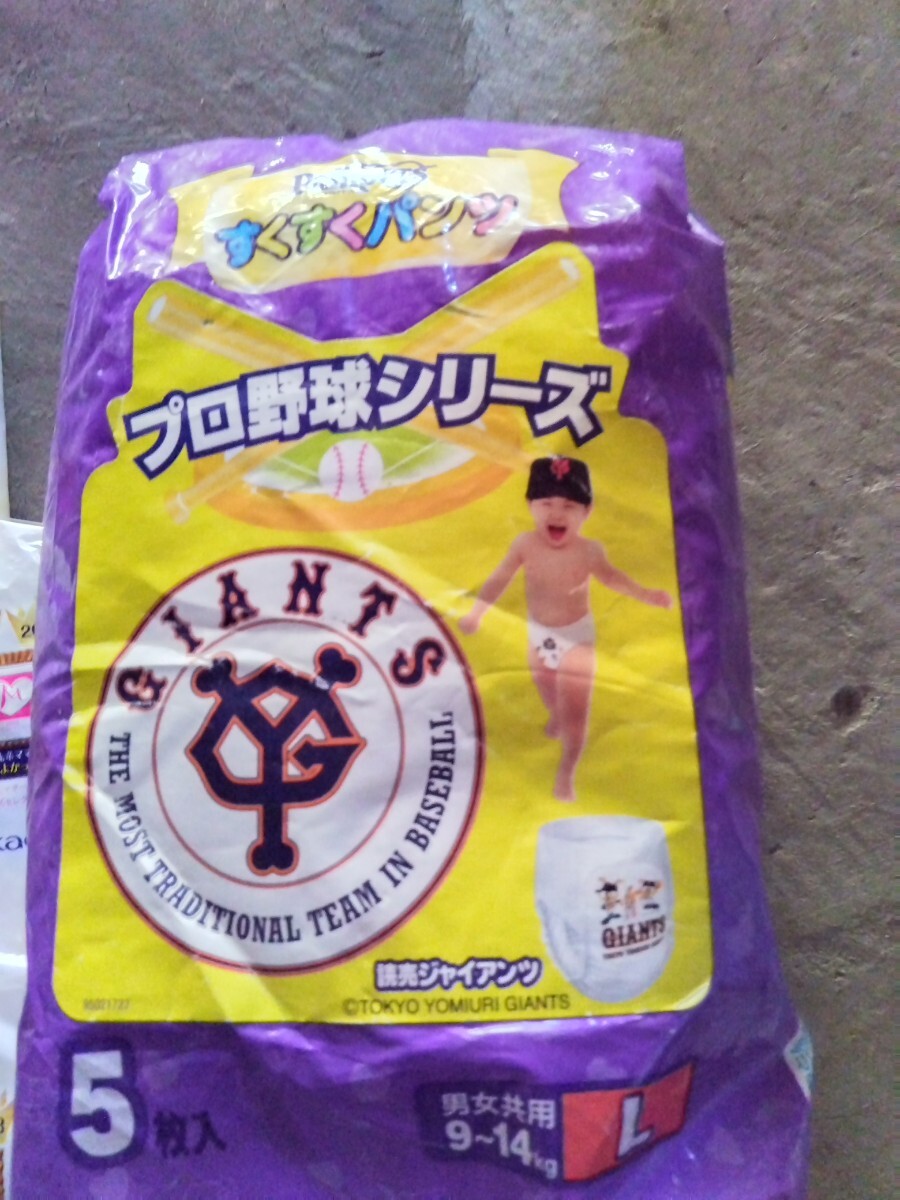 すくすくパンツ
プロ野球シリーズ
GIANTS
THE MOST TRADITIONAL TEAM IN BASEBALL
GIANTS
読売ジャイアンツ
©TOKYO YOMIURI GIANTS
5枚入
男女共用
9~14kg
L